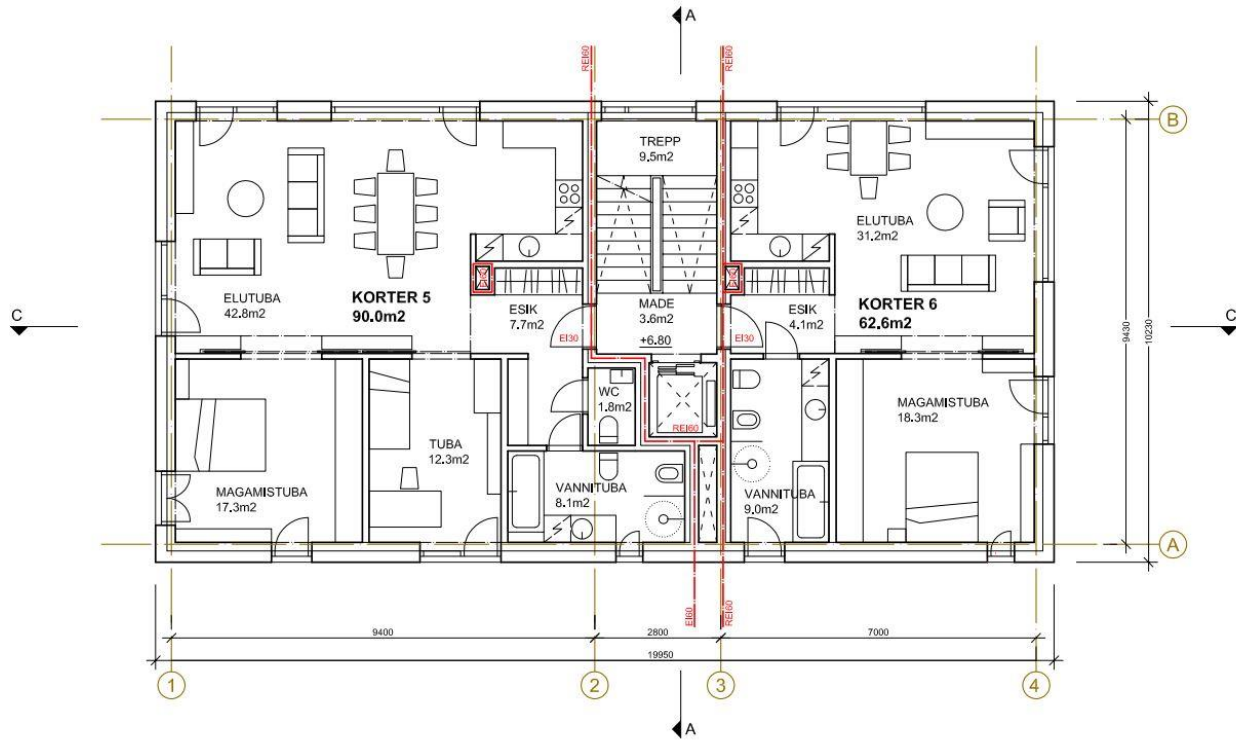 A
REI60
REI60
B
TREPP
9.5m2
ELUTUBA
31.2m2
ELUTUBA
42.8m2
KORTER 5
90.0m2
ESIK
7.7m2
MADE
3.6m2
+6.80
ESIK
4.1m2
KORTER 6
62.6m2
C
C
EI30
EI30
9430
10230
WC
1.8m2
REI60
TUBA
12.3m2
MAGAMISTUBA
18.3m2
MAGAMISTUBA
17.3m2
VANNITUBA
8.1m2
VANNITUBA
9.0m2
A
EI60
REI60
9400
2800
7000
19950
1
2
3
4
A